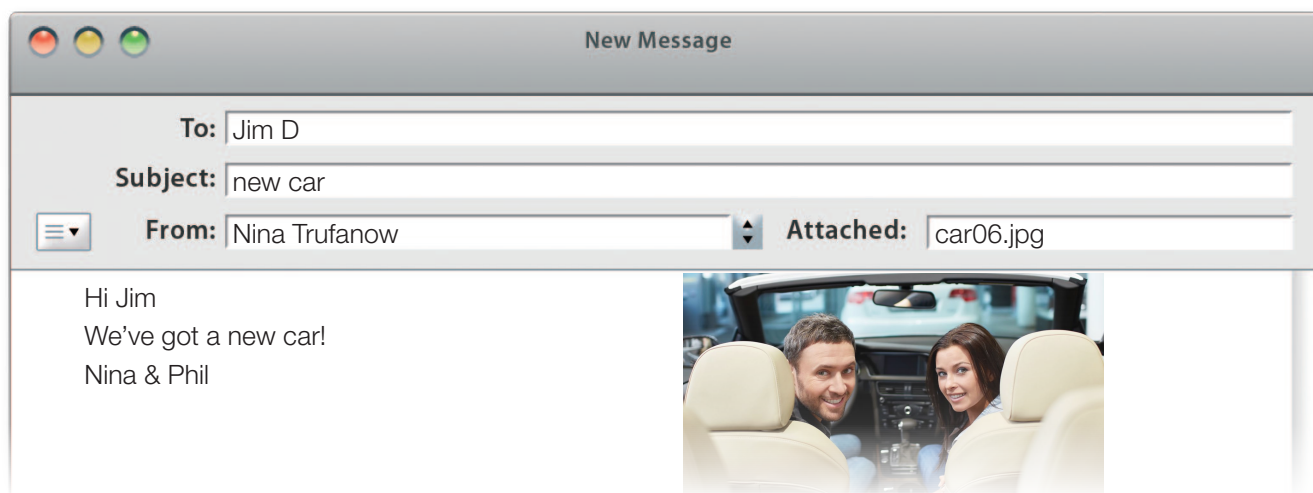 New Message
To: Jim D
Subject: new car
From: Nina Trufanow Attached: car06.jpg
Hi Jim
We've got a new car!
Nina & Phil